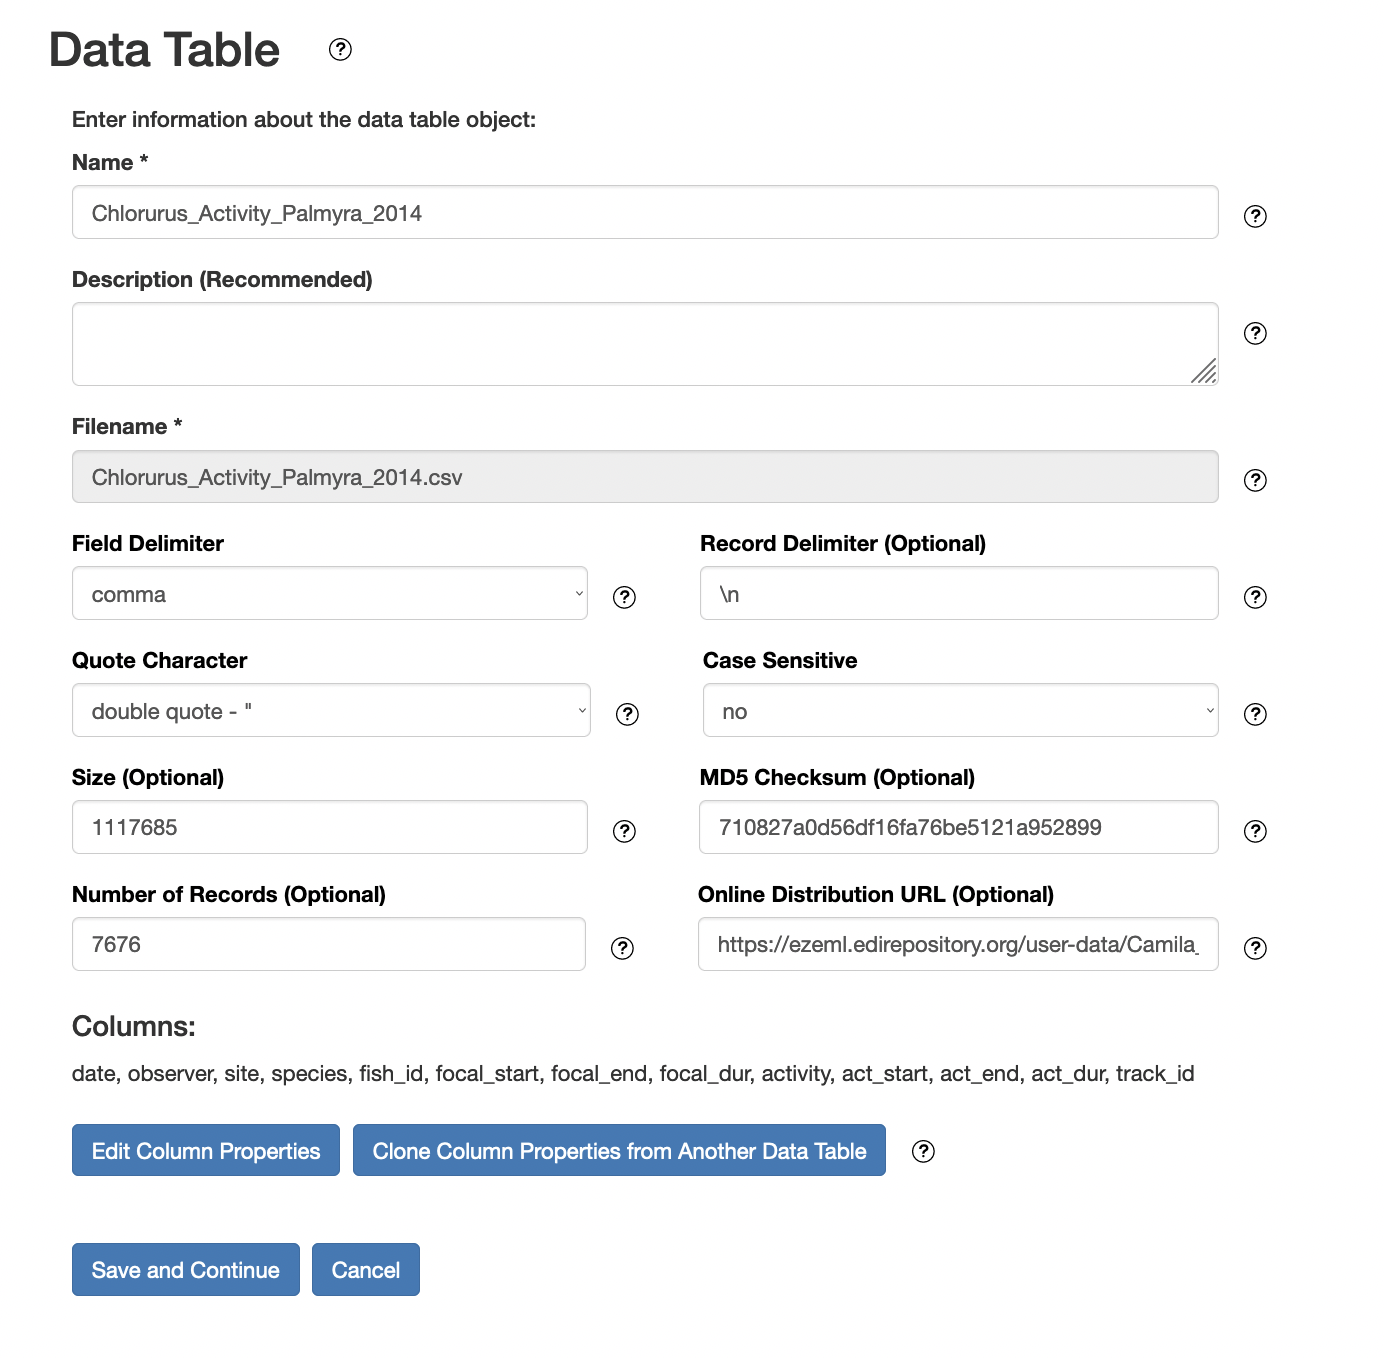 Data Table ?
Enter information about the data table object:
Name *
Chlorurus_Activity_Palmyra_2014 ?
Description (Recommended)
?
Filename *
Chlorurus_Activity_Palmyra_2014.csv ?
Field Delimiter Record Delimiter (Optional)
comma ? \n ?
Quote Character Case Sensitive
double quote - " ? no ?
Size (Optional) MD5 Checksum (Optional)
1117685 ? 710827a0d56df16fa76be5121a952899 ?
Number of Records (Optional) Online Distribution URL (Optional)
7676 ? https://ezeml.edirepository.org/user-data/Camila_ ?
Columns:
date, observer, site, species, fish_id, focal_start, focal_end, focal_dur, activity, act_start, act_end, act_dur, track_id
Edit Column Properties Clone Column Properties from Another Data Table ?
Save and Continue Cancel